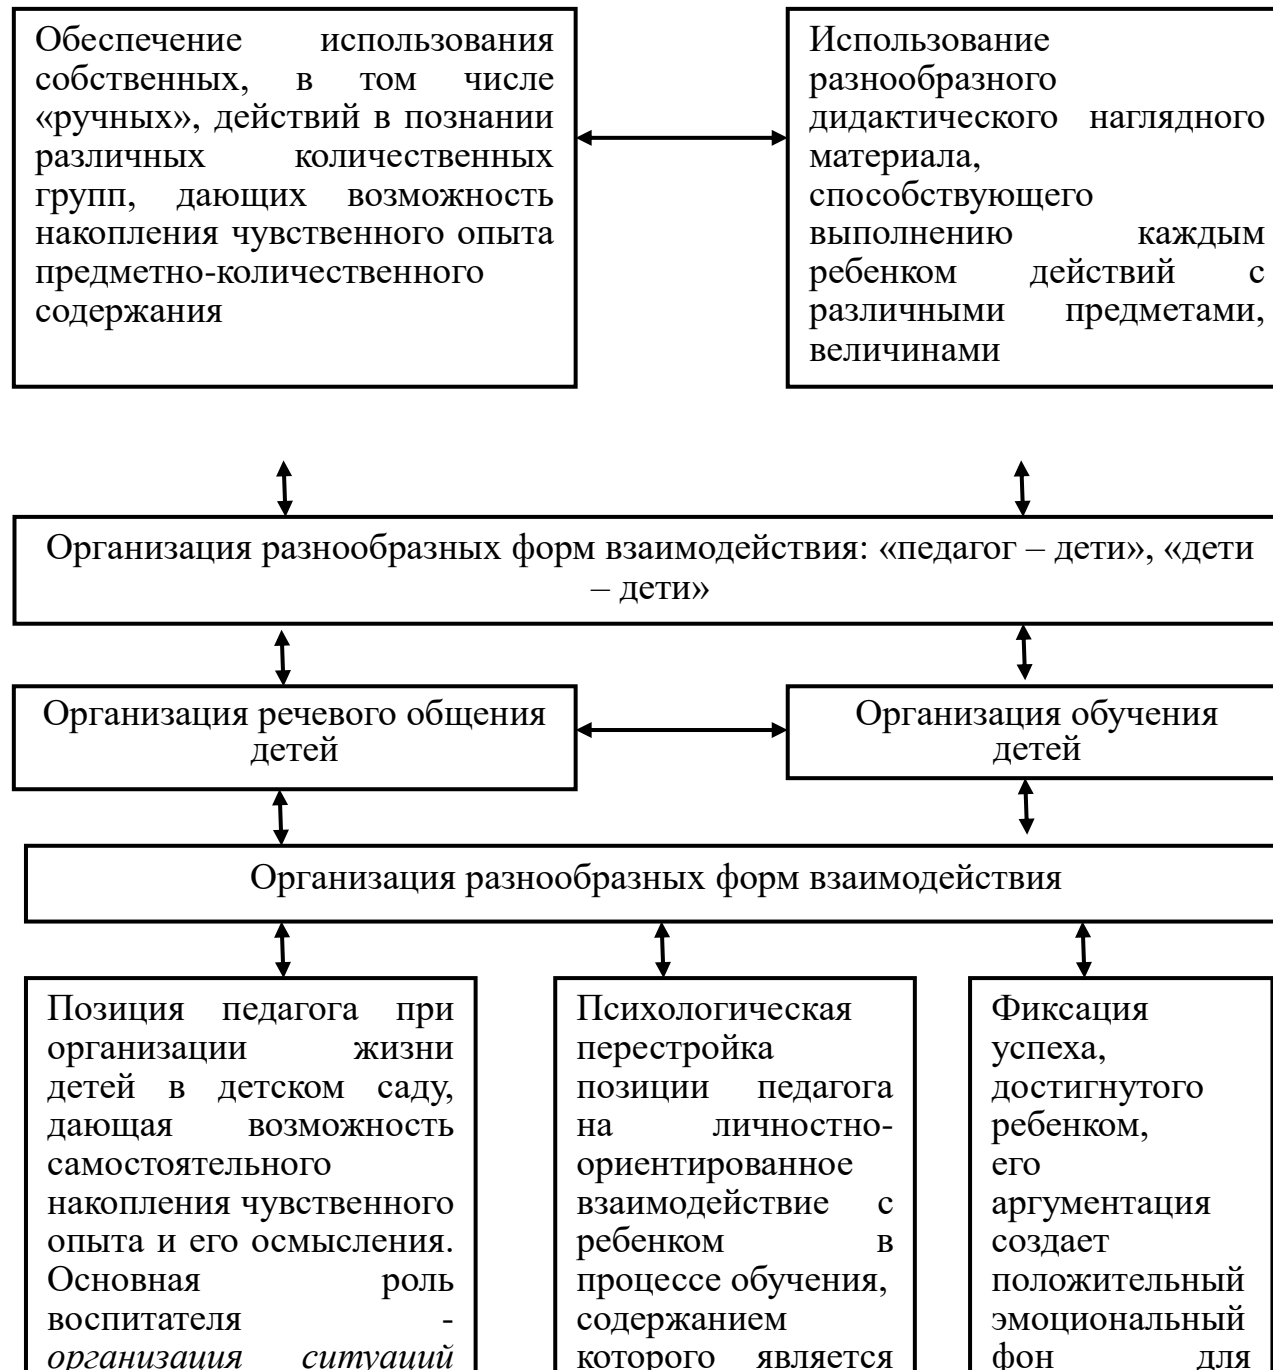 Обеспечение использования
собственных, в том числе
«ручных», действий в познании
различных количественных
групп, дающих возможность
накопления чувственного опыта
предметно-количественного
содержания
Использование
разнообразного
дидактического наглядного
материала,
способствующего
выполнению каждым
ребенком действий с
различными предметами,
величинами
Организация разнообразных форм взаимодействия: «педагог – дети», «дети
– дети»
Организация речевого общения
детей
Организация обучения
детей
Организация разнообразных форм взаимодействия
Позиция педагога при
организации жизни
детей в детском саду,
дающая возможность
самостоятельного
накопления чувственного
опыта и его осмысления.
Основная роль
воспитателя -
организация ситуаций
Психологическая
перестройка
позиции педагога
на личностно-
ориентированное
взаимодействие с
ребенком в
процессе обучения,
содержанием
которого является
Фиксация
успеха,
достигнутого
ребенком,
его
аргументация
создает
положительный
эмоциональный
фон для